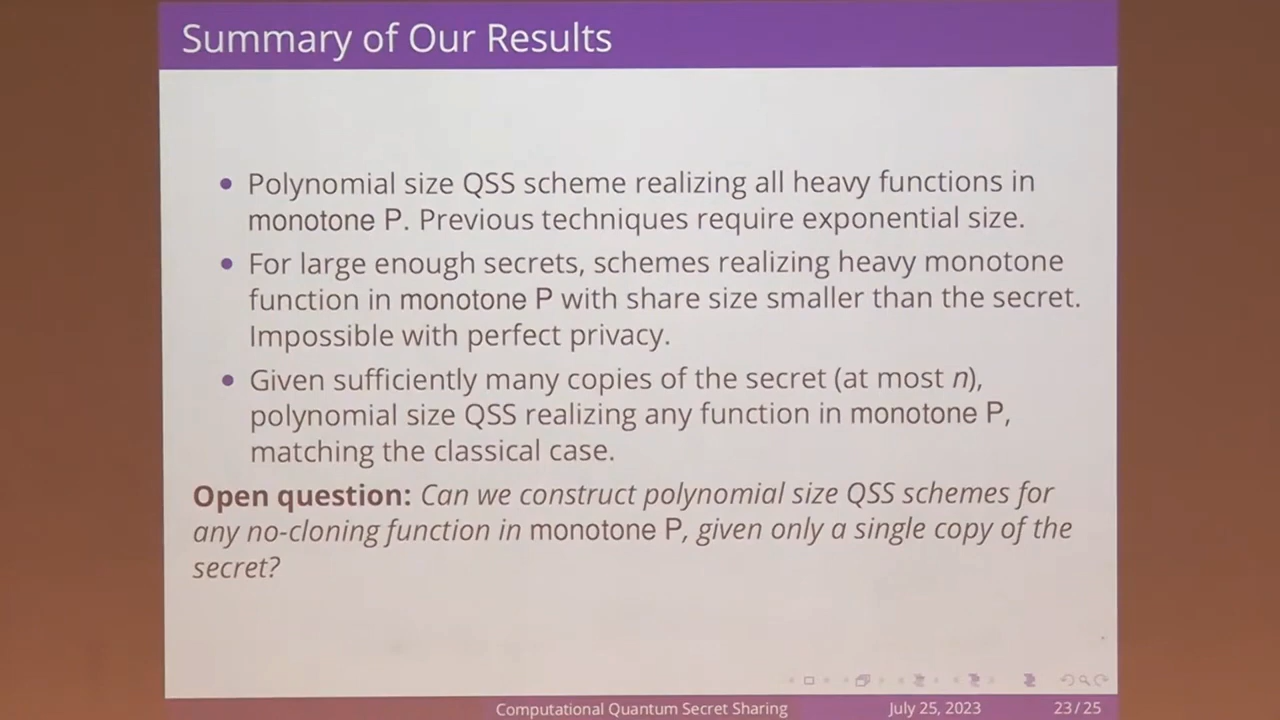 Summary of Our Results
• Polynomial size QSS scheme realizing all heavy functions in
monotone P. Previous techniques require exponential size.
• For large enough secrets, schemes realizing heavy monotone
function in monotone P with share size smaller than the secret.
Impossible with perfect privacy.
• Given sufficiently many copies of the secret (at most n),
polynomial size QSS realizing any function in monotone P,
matching the classical case.
Open question: Can we construct polynomial size QSS schemes for
any no-cloning function in monotone P, given only a single copy of the
secret?
Computational Quantum Secret Sharing July 25, 2023 23/25